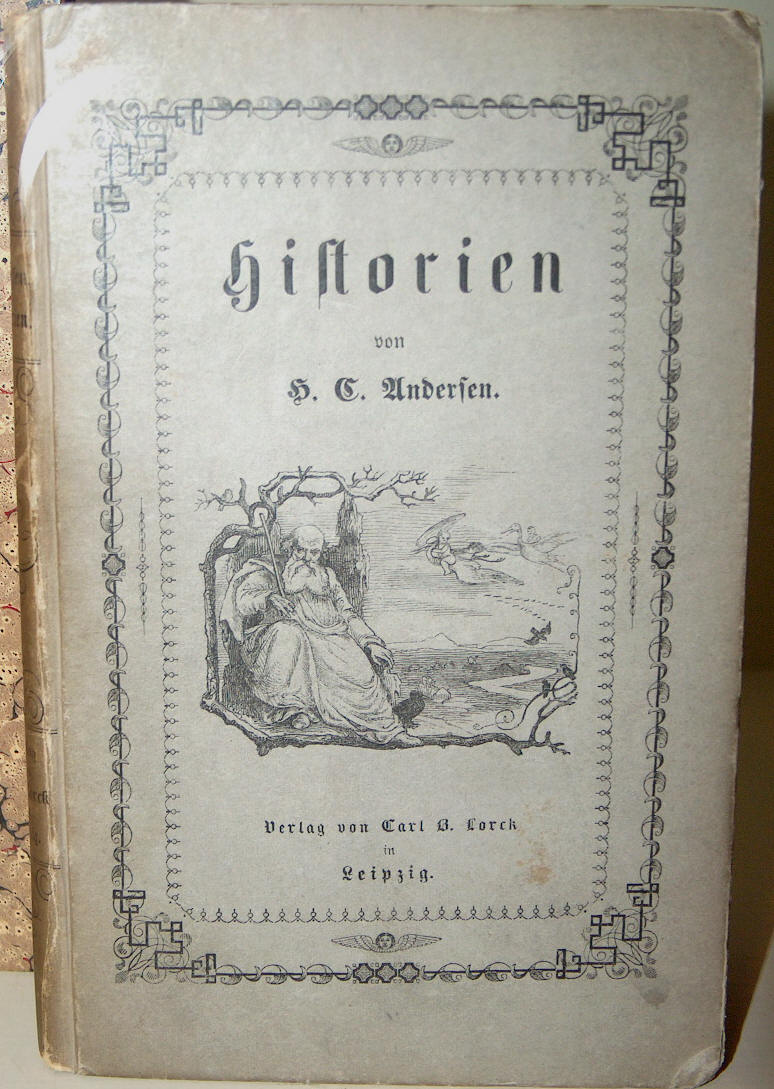 Hiſtorien
von
H. C. Anderſen.
Verlag von Carl B. Lorck
in
Leipzig.